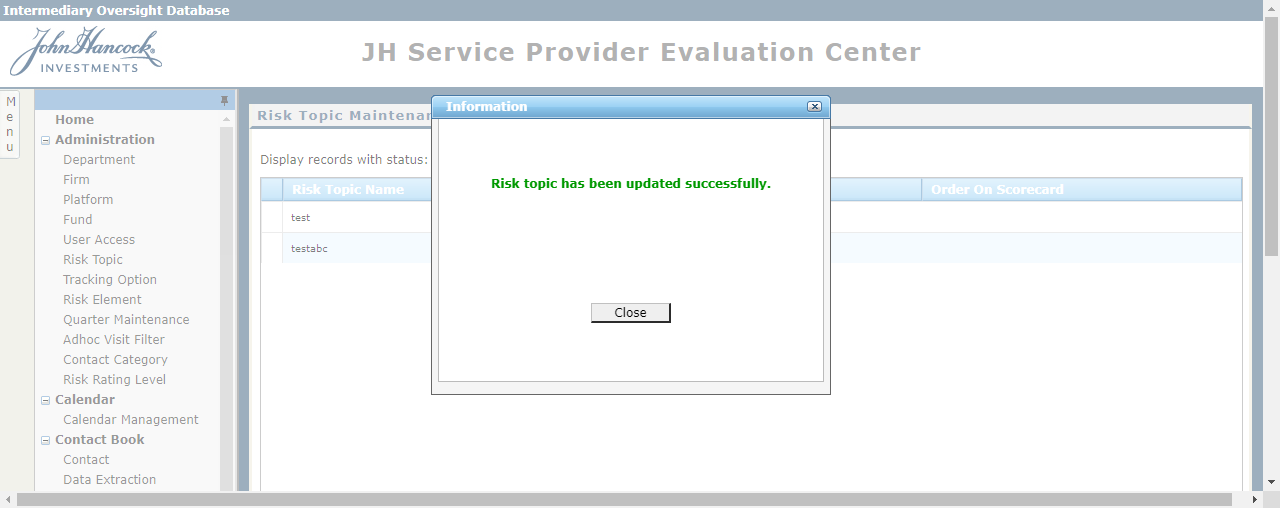 Intermediary Oversight Database
John Hancock®
INVESTMENTS
JH Service Provider Evaluation Center
Menu
Home
Administration
Department
Firm
Platform
Fund
User Access
Risk Topic
Tracking Option
Risk Element
Quarter Maintenance
Adhoc Visit Filter
Contact Category
Risk Rating Level
Calendar
Calendar Management
Contact Book
Contact
Data Extraction
Risk Topic Maintenan
Display records with status:
Risk Topic Name
Order On Scorecard
test
testabc
Information
Risk topic has been updated successfully.
Close